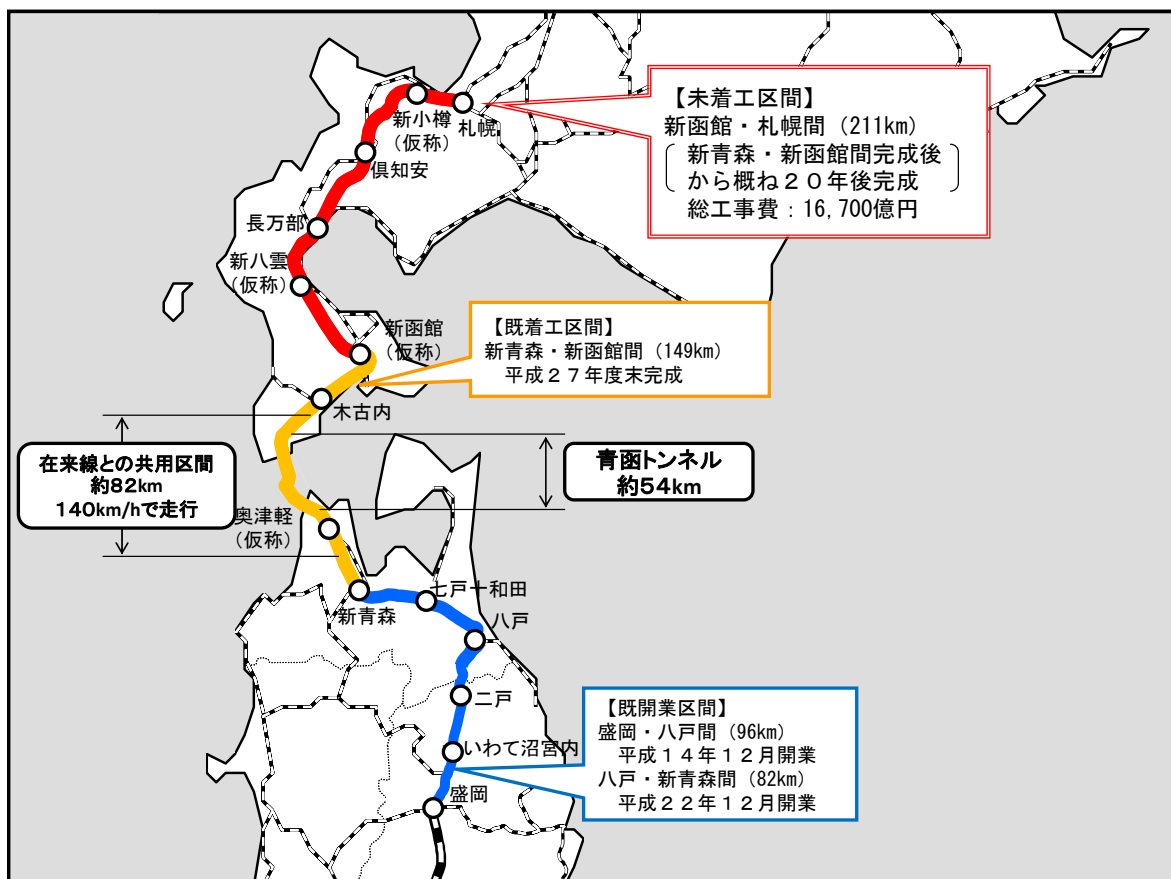 【未着工区間】
新函館・札幌間（211km）
新青森・新函館間完成後
から概ね２０年後完成
総工事費：16,700億円
新小樽
（仮称）
札幌
倶知安
長万部
新八雲
（仮称）
新函館
（仮称）
【既着工区間】
新青森・新函館間（149km）
平成２７年度末完成
木古内
在来線との共用区間
約82km
140km/hで走行
青函トンネル
約54km
奥津軽
（仮称）
新青森
七戸十和田
八戸
二戸
いわて沼宮内
盛岡
【既開業区間】
盛岡・八戸間（96km）
平成１４年１２月開業
八戸・新青森間（82km）
平成２２年１２月開業